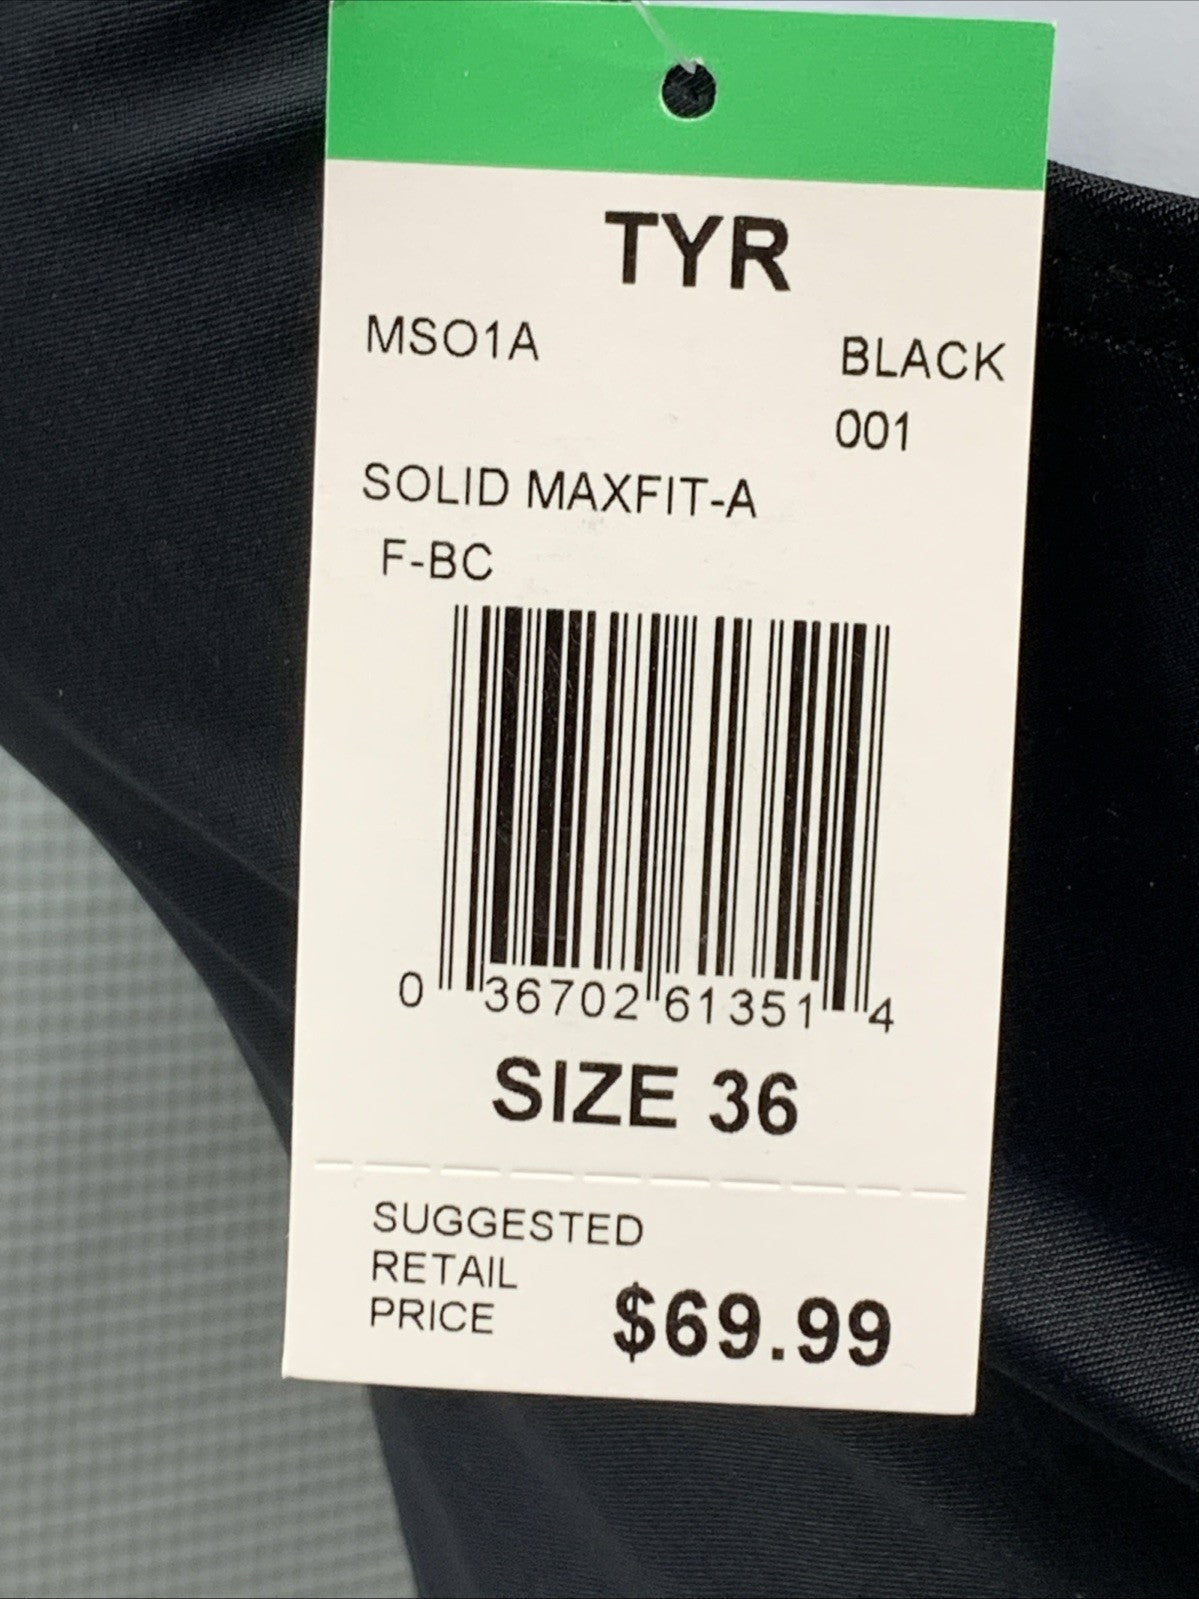 TYR
MSO1A BLACK
001
SOLID MAXFIT-A
F-BC
0 36702 61351 4
SIZE 36
SUGGESTED
RETAIL
PRICE $69.99